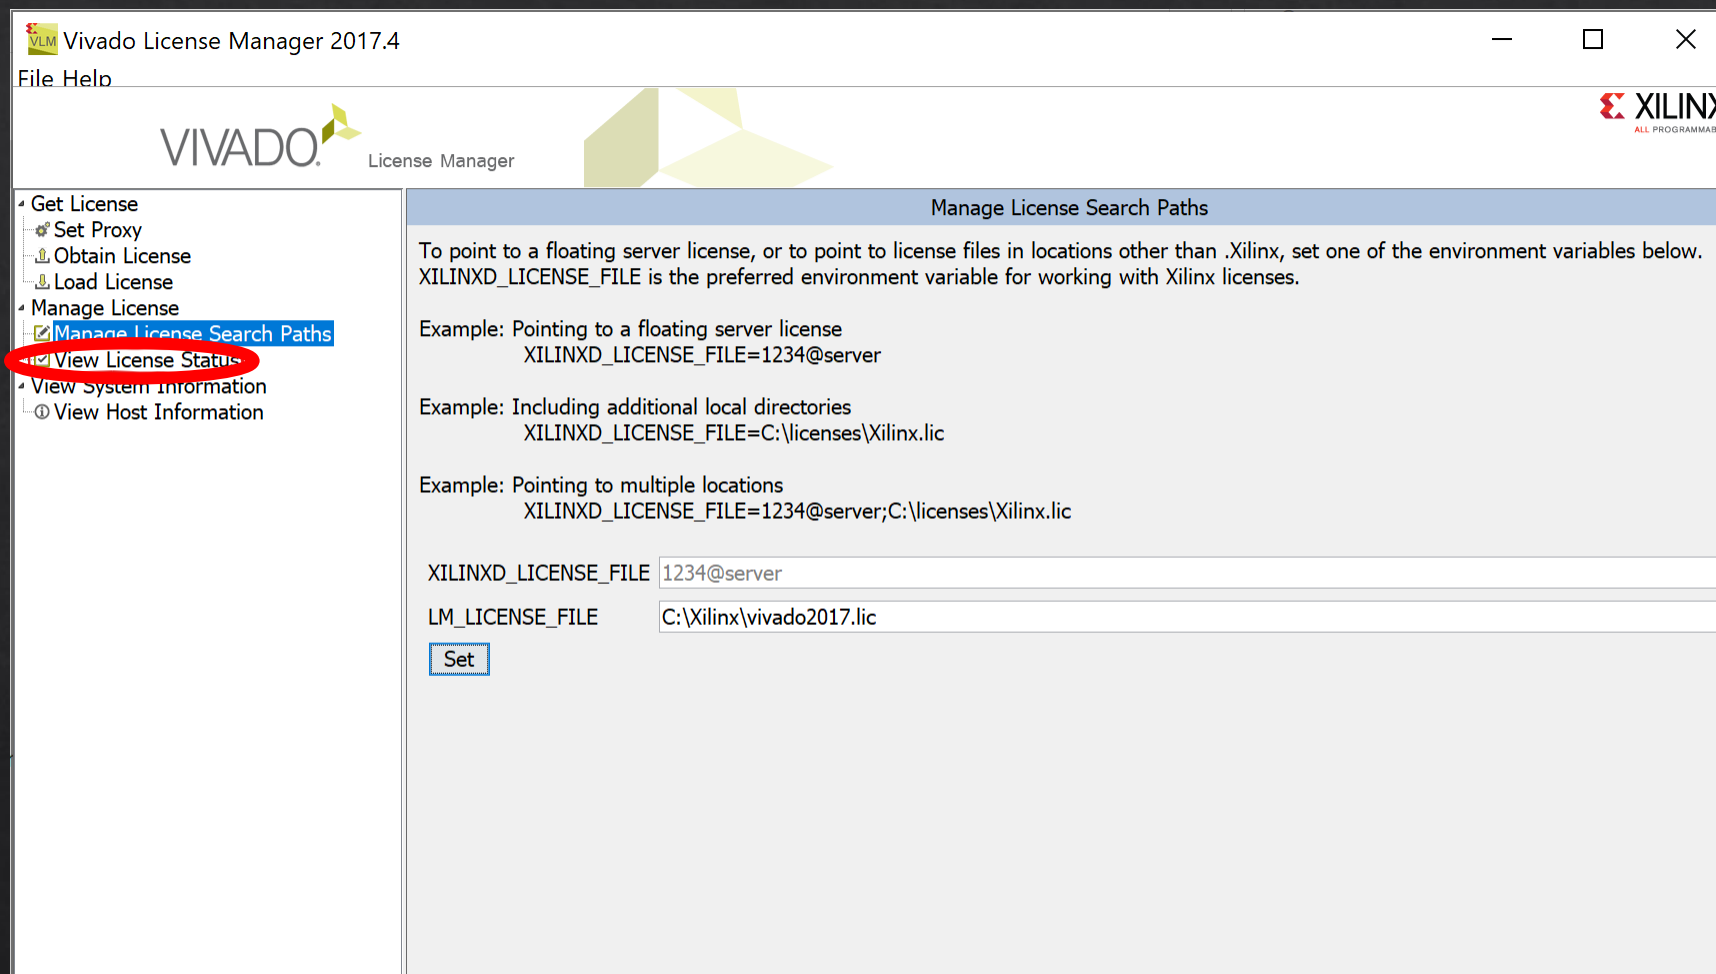 VLM Vivado License Manager 2017.4
File Help
VIVADO. License Manager
XILINX
ALL PROGRAMMAB
Get License
Set Proxy
Obtain License
Load License
Manage License
Manage License Search Paths
View License Status
View System Information
View Host Information
Manage License Search Paths
To point to a floating server license, or to point to license files in locations other than .Xilinx, set one of the environment variables below.
XILINXD_LICENSE_FILE is the preferred environment variable for working with Xilinx licenses.
Example: Pointing to a floating server license
XILINXD_LICENSE_FILE=1234@server
Example: Including additional local directories
XILINXD_LICENSE_FILE=C:\licenses\Xilinx.lic
Example: Pointing to multiple locations
XILINXD_LICENSE_FILE=1234@server;C:\licenses\Xilinx.lic
XILINXD_LICENSE_FILE 1234@server
LM_LICENSE_FILE C:\Xilinx\vivado2017.lic
Set